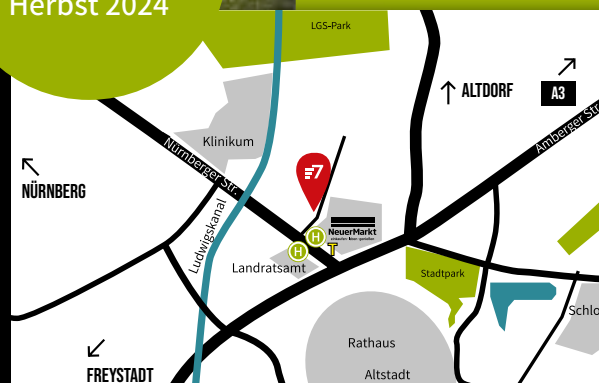 Herbst 2024
LGS-Park
ALTDORF
A3
Amberger Str.
Klinikum
Nürnberger Str.
NÜRNBERG
7
Ludwigskanal
NeuerMarkt
H
H
T
Landratsamt
Stadtpark
Schlo
Rathaus
Altstadt
FREYSTADT